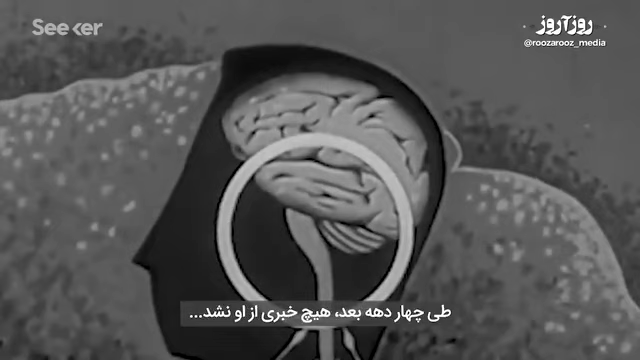 Seeker
روزآروز
@roozarooz_media
طی چهار دهه بعد، هیچ خبری از او نشد...